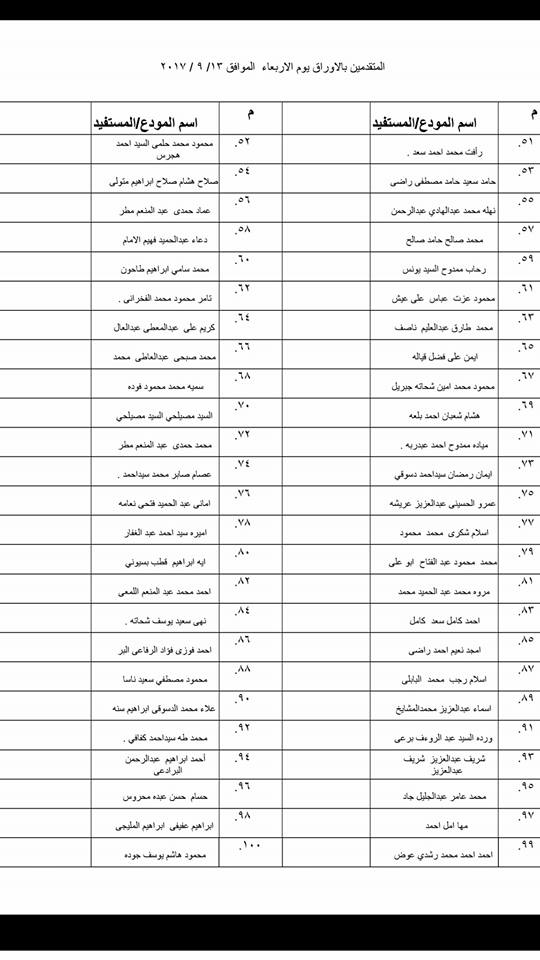 المتقدمين بالاوراق يوم الاربعاء الموافق ١٣/ ٩ / ٢٠١٧
م اسم المودع/المستفيد م اسم المودع/المستفيد
٥١. رأفت محمد احمد سعد . ٥٢. محمود محمد حلمى السيد احمد
هجرس
٥٣. حامد سعيد حامد مصطفى راضى ٥٤. صلاح هشام صلاح ابراهيم متولى
٥٥. نهله محمد عبدالهادي عبدالرحمن ٥٦. عماد حمدى عبد المنعم مطر
٥٧. محمد صالح حامد صالح ٥٨. دعاء عبدالحميد فهيم الامام
٥٩. رحاب ممدوح السيد يونس ٦٠. محمد سامي ابراهيم طاحون
٦١. محمود عزت عباس على عيش ٦٢. تامر محمود محمد الفخرانى .
٦٣. محمد طارق عبدالعليم ناصف ٦٤. كريم على عبدالمعطى عبدالعال
٦٥. ايمن على فضل قياله ٦٦. محمد صبحى عبدالعاطى محمد
٦٧. محمود محمد امين شحاته جبريل ٦٨. سميه محمد محمود فوده
٦٩. هشام شعبان احمد بلعه ٧٠. السيد مصيلحي السيد مصيلحي
٧١. مياده ممدوح احمد عبدربه . ٧٢. محمد حمدى عبد المنعم مطر
٧٣. ايمان رمضان سيداحمد دسوقي ٧٤. عصام صابر محمد سيداحمد .
٧٥. عمرو الحسيني عبدالعزيز عريشه ٧٦. امانى عبد الحميد فتحى نعامه
٧٧. اسلام شكرى محمد محمود ٧٨. اميره سيد احمد عبد الغفار
٧٩. محمد محمود عبد الفتاح ابو على ٨٠. ايه ابراهيم قطب بسيوني
٨١. مروه محمد عبد الحميد محمد ٨٢. احمد محمد عبد المنعم اللمعى
٨٣. احمد كامل سعد كامل ٨٤. نهى سعيد يوسف شحاته .
٨٥. امجد نعيم احمد راضى ٨٦. احمد فوزى فؤاد الرفاعى البر
٨٧. اسلام رجب محمد البابلى ٨٨. محمود مصطفي سعيد ناسا
٨٩. اسماء عبدالعزيز محمدالمشايخ ٩٠. علاء محمد الدسوقى ابراهيم سنه
٩١. ورده السيد عبد الروءف برعى ٩٢. محمد طه سيداحمد كفافي .
٩٣. شريف عبدالعزيز شريف
عبدالعزيز ٩٤. أحمد ابراهيم عبدالرحمن
البرادعى
٩٥. محمد عامر عبدالجليل جاد ٩٦. حسام حسن عبده محروس
٩٧. مها امل احمد ٩٨. ابراهيم عفيفى ابراهيم المليجى
٩٩. احمد احمد محمد رشدي عوض ١٠٠. محمود هاشم يوسف جوده